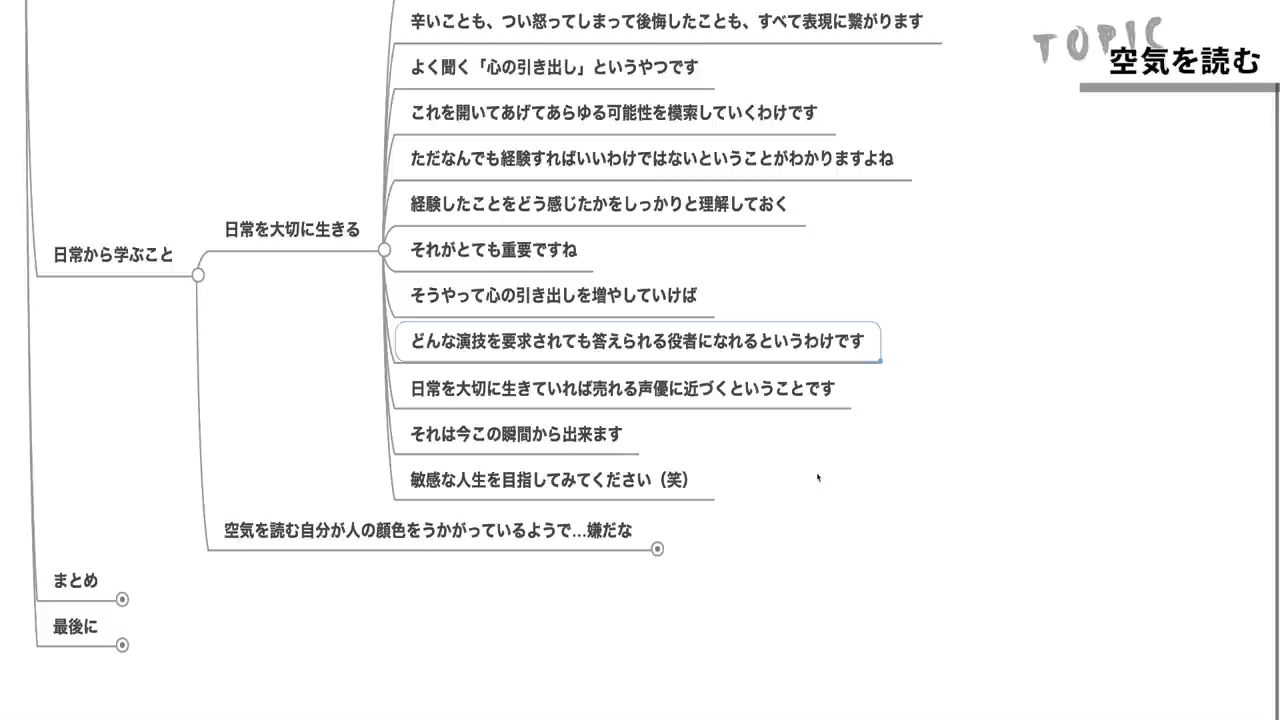 TOPIC
空気を読む
辛いことも、つい怒ってしまって後悔したことも、すべて表現に繋がります
よく聞く「心の引き出し」というやつです
これを開いてあげてあらゆる可能性を模索していくわけです
ただなんでも経験すればいいわけではないということがわかりますよね
経験したことをどう感じたかをしっかりと理解しておく
日常を大切に生きる
それがとても重要ですね
日常から学ぶこと
そうやって心の引き出しを増やしていけば
どんな演技を要求されても答えられる役者になれるというわけです
日常を大切に生きていれば売れる声優に近づくということです
それは今この瞬間から出来ます
敏感な人生を目指してみてください（笑）
空気を読む自分が人の顔色をうかがっているようで…嫌だな
まとめ
最後に